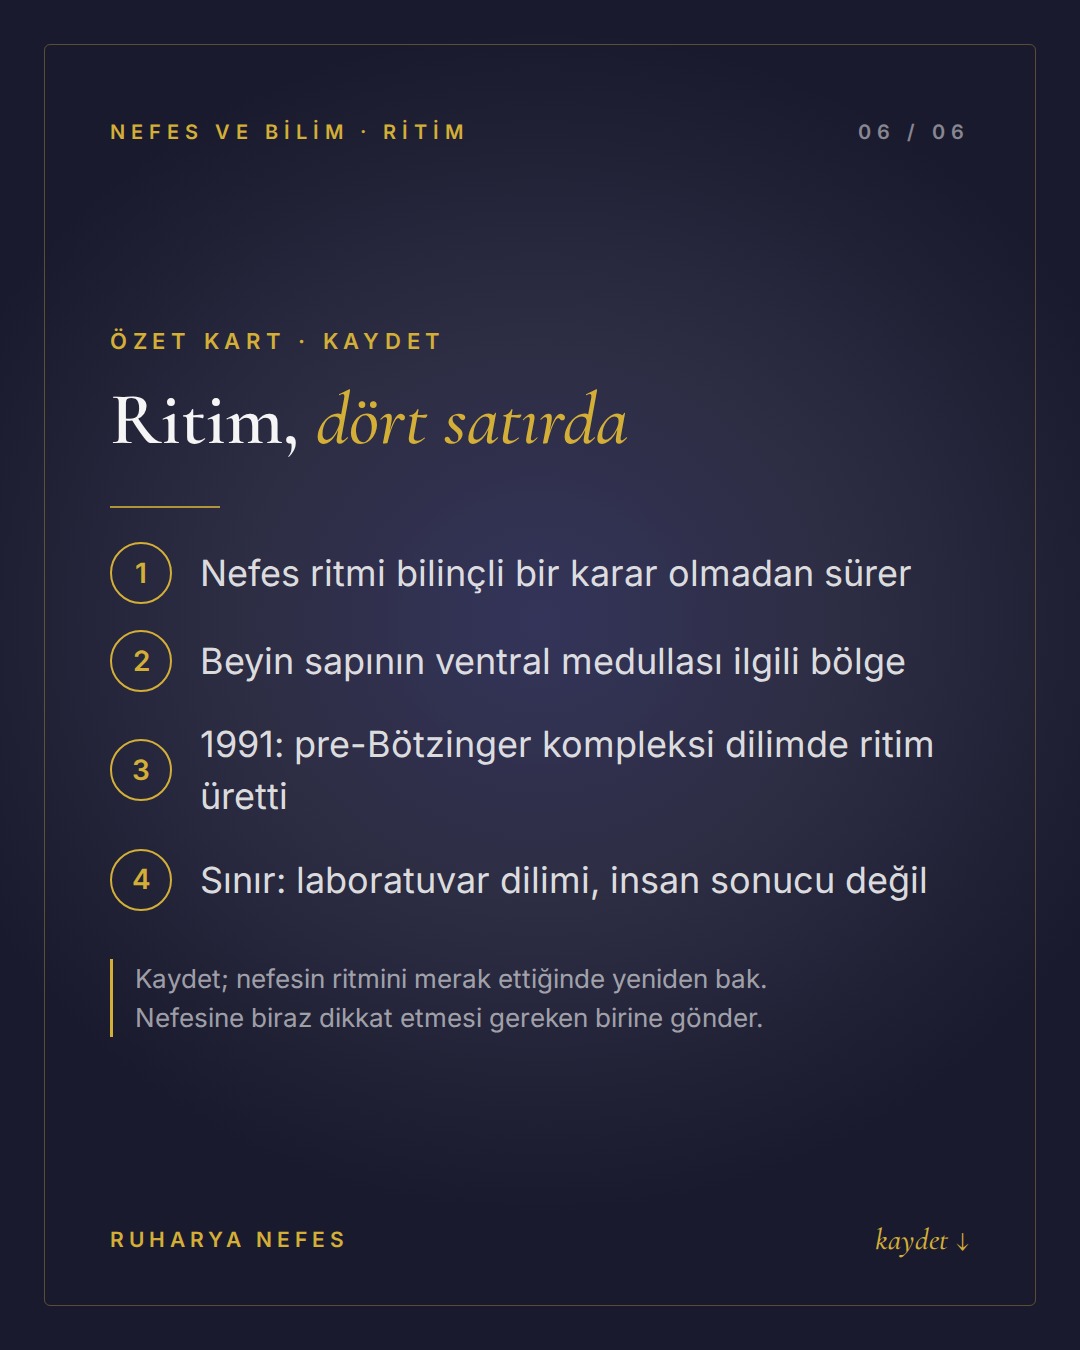 NEFES VE BİLİM · RİTİM
06 / 06
ÖZET KART · KAYDET
Ritim, dört satırda
1 Nefes ritmi bilinçli bir karar olmadan sürer
2 Beyin sapının ventral medullası ilgili bölge
3 1991: pre-Bötzinger kompleksi dilimde ritim
üretti
4 Sınır: laboratuvar dilimi, insan sonucu değil
Kaydet; nefesin ritmini merak ettiğinde yeniden bak.
Nefesine biraz dikkat etmesi gereken birine gönder.
RUHARYA NEFES
kaydet ↓